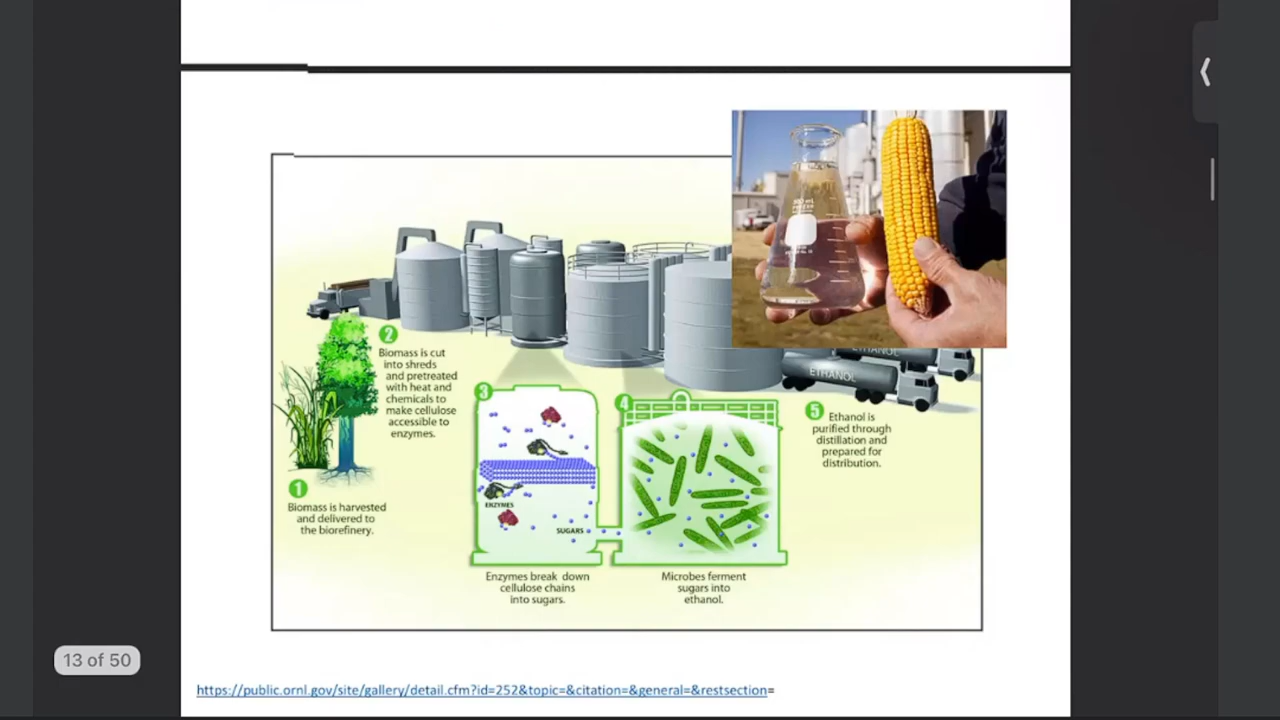 2
Biomass is cut
into shreds
and pretreated
with heat and
chemicals to
make cellulose
accessible to
enzymes.
1
Biomass is harvested
and delivered to
the biorefinery.
3
ENZYMES
SUGARS
Enzymes break down
cellulose chains
into sugars.
4
Microbes ferment
sugars into
ethanol.
ETHANOL
ETHANOL
5
Ethanol is
purified through
distillation and
prepared for
distribution.
13 of 50
https://public.ornl.gov/site/gallery/detail.cfm?id=252&topic=&citation=&general=&restsection=